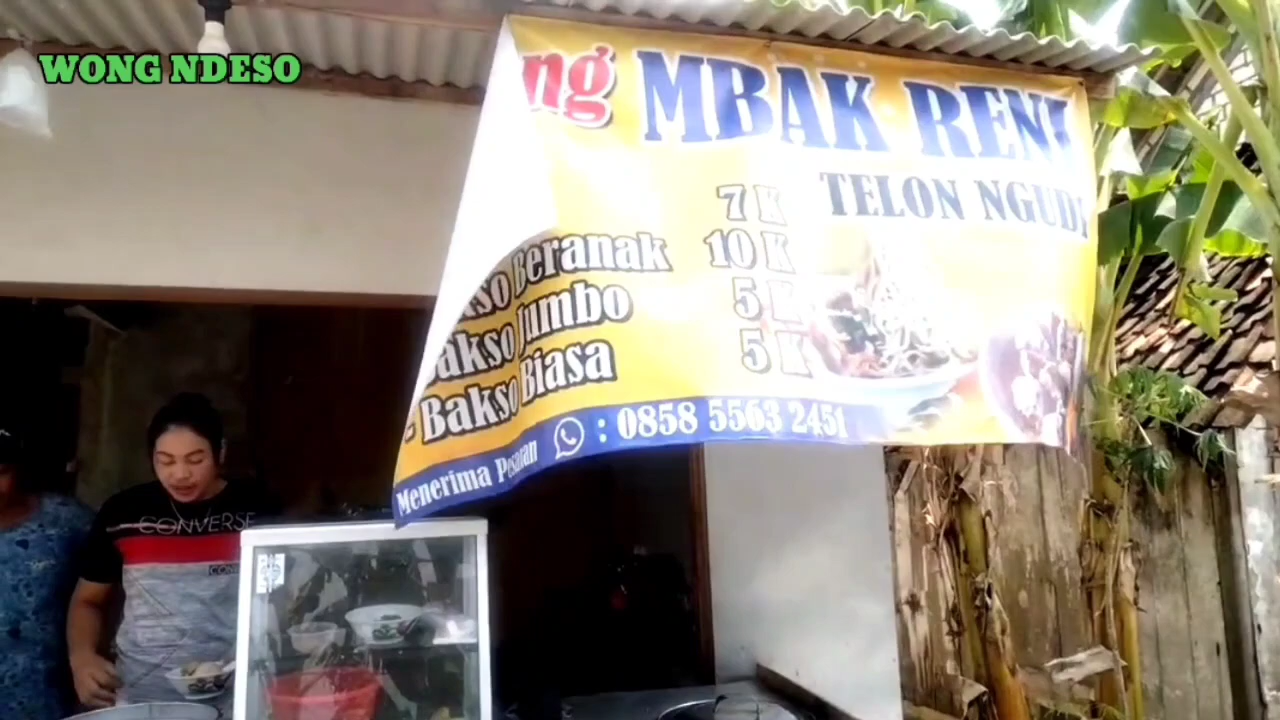 WONG NDESO
ng MBAK RENI
TELON NGUDI
7 K
Bakso Beranak 10 K
Bakso Jumbo 5 K
- Bakso Biasa 5 K
Menerima Pesanan : 0858 5563 2451
CONVERSE